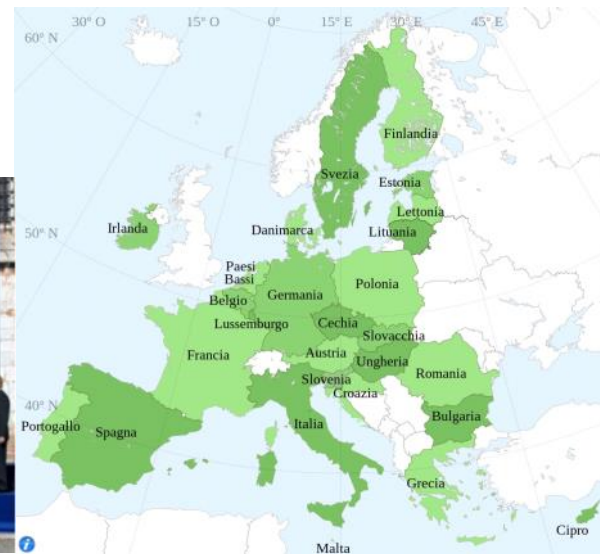 30° O
15° O
0°
15° E
30° E
45° E
60° N
Finlandia
Svezia
Estonia
Lettonia
Irlanda
Danimarca
Lituania
50° N
Paesi
Bassi
Polonia
Germania
Belgio
Lussemburgo
Cechia
Slovacchia
Francia
Austria
Ungheria
Romania
Slovenia
Croazia
40° N
Portogallo
Spagna
Italia
Bulgaria
Grecia
Cipro
Malta
i